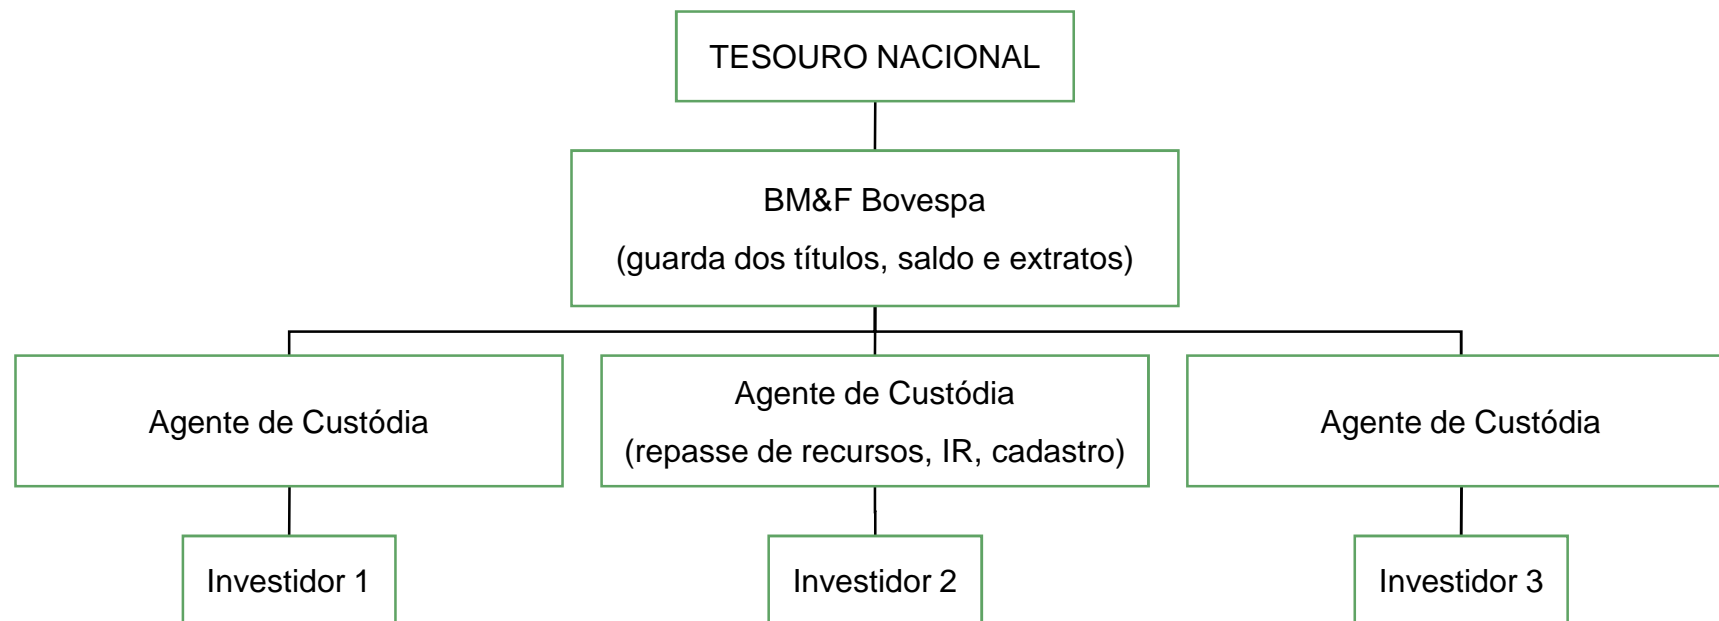 TESOURO NACIONAL
BM&F Bovespa
(guarda dos títulos, saldo e extratos)
Agente de Custódia
Agente de Custódia
(repasse de recursos, IR, cadastro)
Agente de Custódia
Investidor 1
Investidor 2
Investidor 3